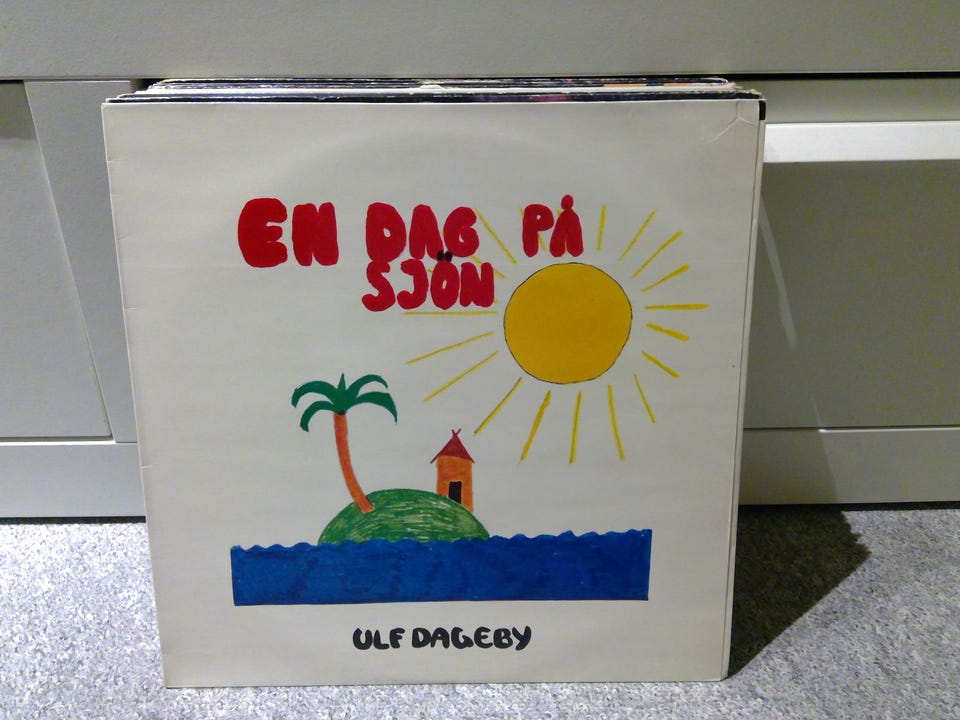 EN DAG PÅ
SJÖN
ULF DAGEBY